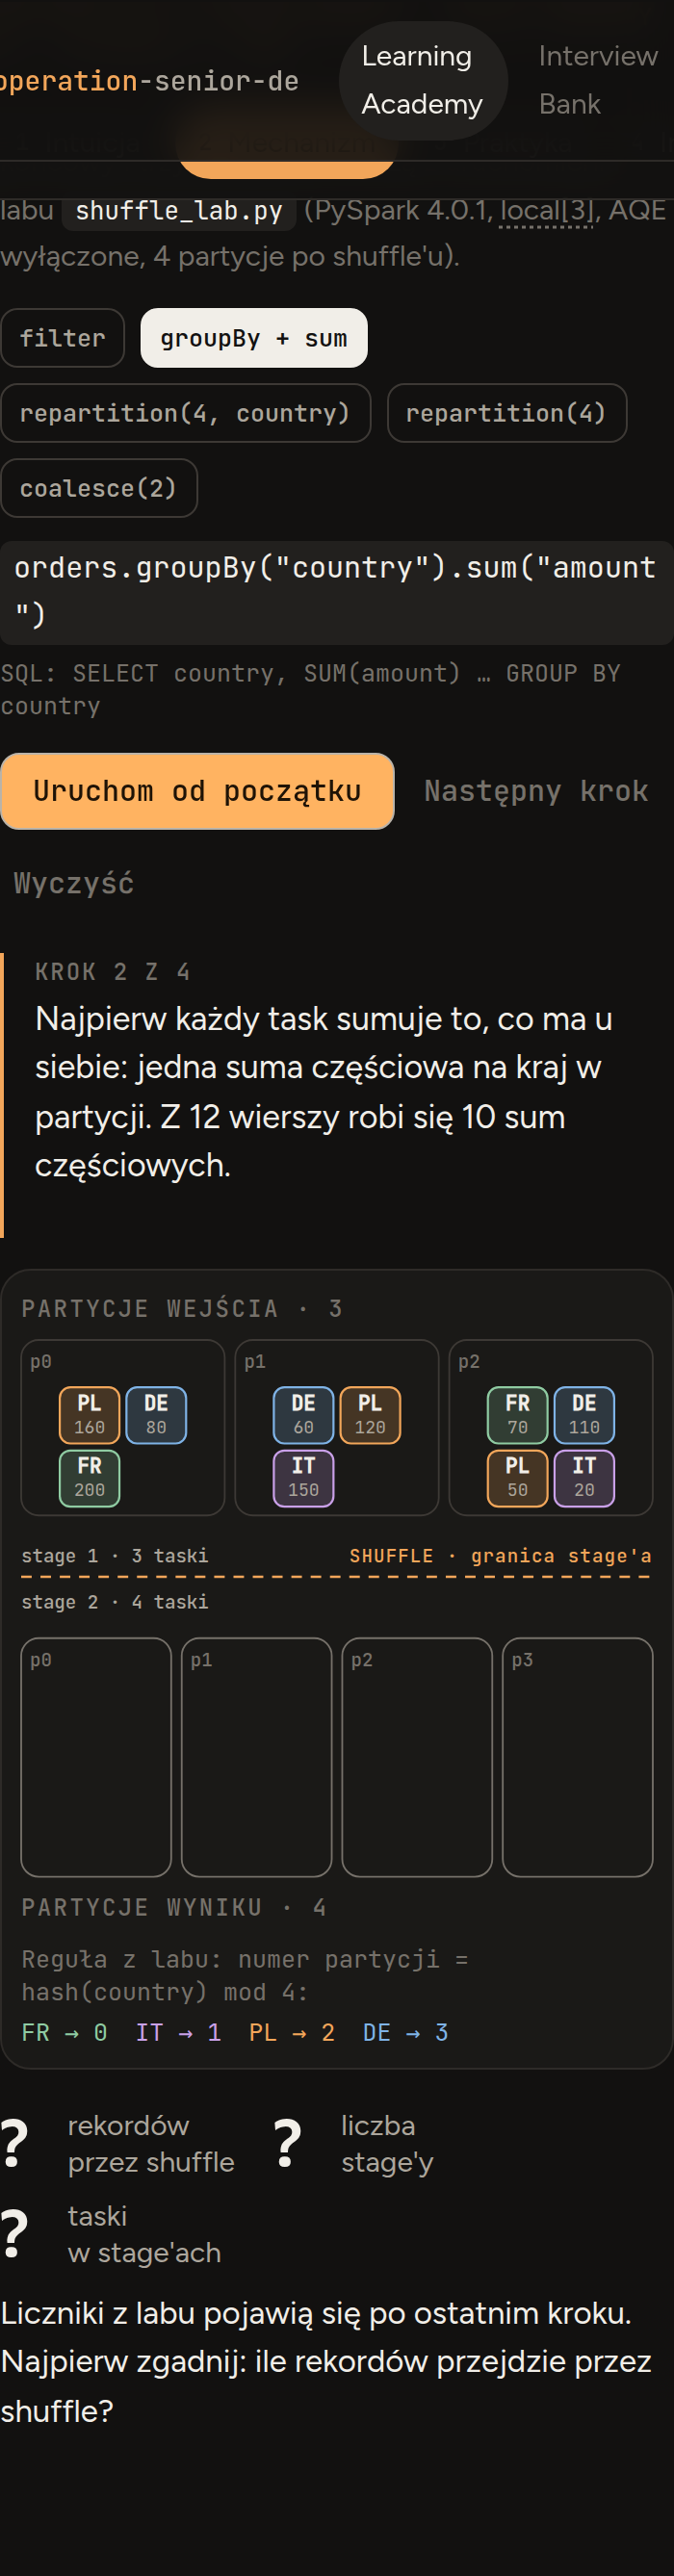 operation-senior-de
Learning
Academy
Interview
Bank
labu shuffle_lab.py (PySpark 4.0.1, local[3], AQE
wyłączone, 4 partycje po shuffle'u).
filter
groupBy + sum
repartition(4, country)
repartition(4)
coalesce(2)
orders.groupBy("country").sum("amount
")
SQL: SELECT country, SUM(amount) … GROUP BY
country
Uruchom od początku
Następny krok
Wyczyść
KROK 2 Z 4
Najpierw każdy task sumuje to, co ma u
siebie: jedna suma częściowa na kraj w
partycji. Z 12 wierszy robi się 10 sum
częściowych.
PARTYCJE WEJŚCIA · 3
p0
PL 160
DE 80
FR 200
p1
DE 60
PL 120
IT 150
p2
FR 70
DE 110
PL 50
IT 20
stage 1 · 3 taski
SHUFFLE · granica stage'a
stage 2 · 4 taski
p0
p1
p2
p3
PARTYCJE WYNIKU · 4
Reguła z labu: numer partycji =
hash(country) mod 4:
FR → 0 IT → 1 PL → 2 DE → 3
? rekordów
przez shuffle
? liczba
stage'y
? taski
w stage'ach
Liczniki z labu pojawią się po ostatnim kroku.
Najpierw zgadnij: ile rekordów przejdzie przez
shuffle?